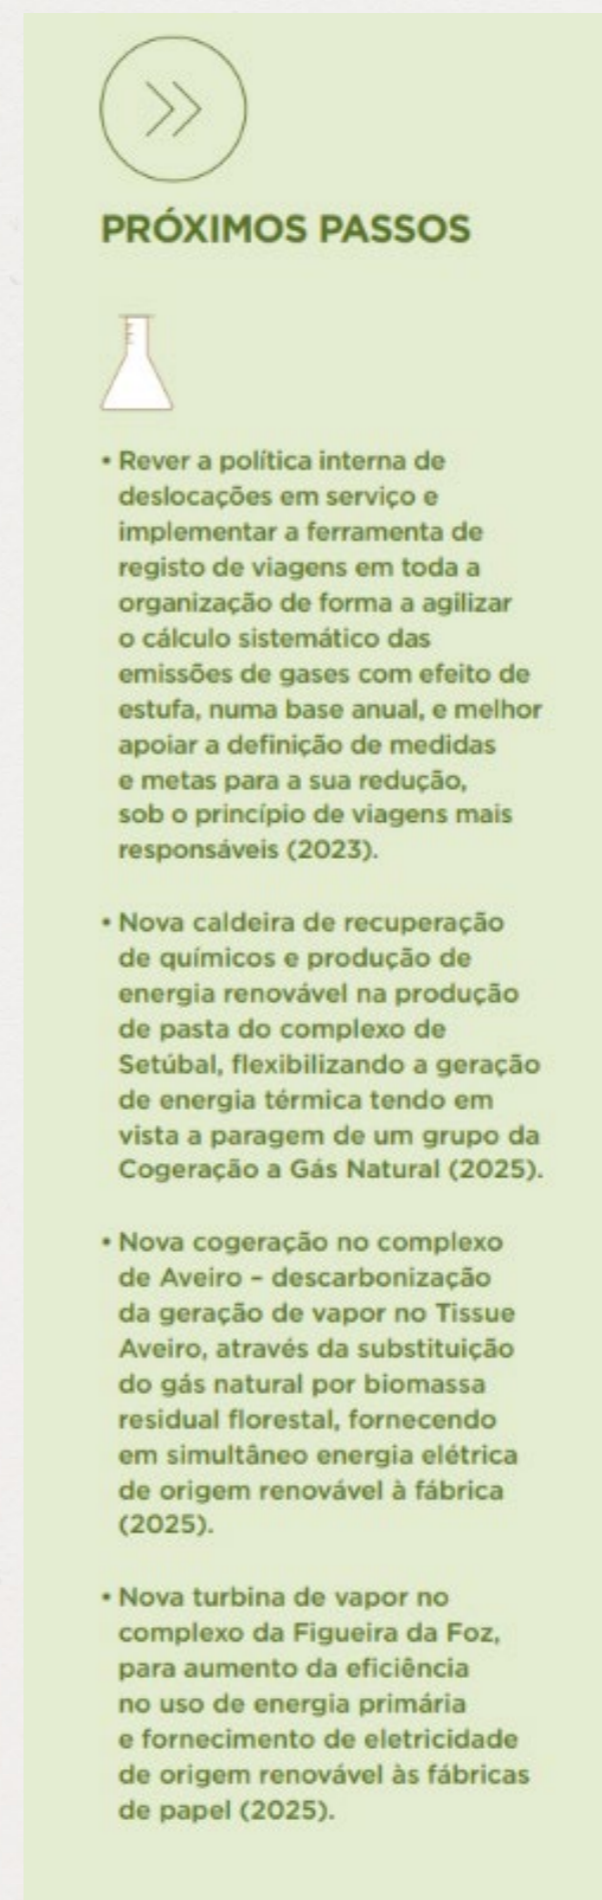 PRÓXIMOS PASSOS
• Rever a política interna de
deslocações em serviço e
implementar a ferramenta de
registo de viagens em toda a
organização de forma a agilizar
o cálculo sistemático das
emissões de gases com efeito de
estufa, numa base anual, e melhor
apoiar a definição de medidas
e metas para a sua redução,
sob o princípio de viagens mais
responsáveis (2023).
• Nova caldeira de recuperação
de químicos e produção de
energia renovável na produção
de pasta do complexo de
Setúbal, flexibilizando a geração
de energia térmica tendo em
vista a paragem de um grupo da
Cogeração a Gás Natural (2025).
• Nova cogeração no complexo
de Aveiro – descarbonização
da geração de vapor no Tissue
Aveiro, através da substituição
do gás natural por biomassa
residual florestal, fornecendo
em simultâneo energia elétrica
de origem renovável à fábrica
(2025).
• Nova turbina de vapor no
complexo da Figueira da Foz,
para aumento da eficiência
no uso de energia primária
e fornecimento de eletricidade
de origem renovável às fábricas
de papel (2025).